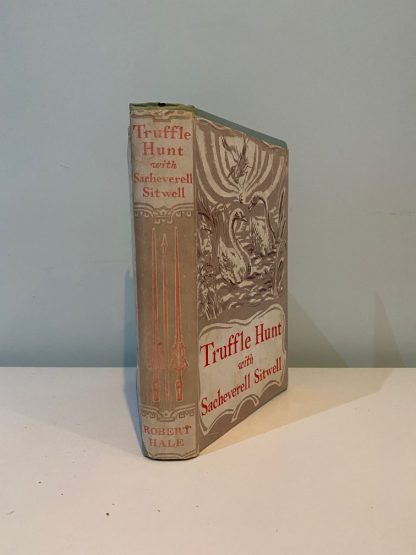 Truffle
Hunt
with
Sacheverell
Sitwell
ROBERT
HALE
Truffle Hunt
with
Sacheverell Sitwell